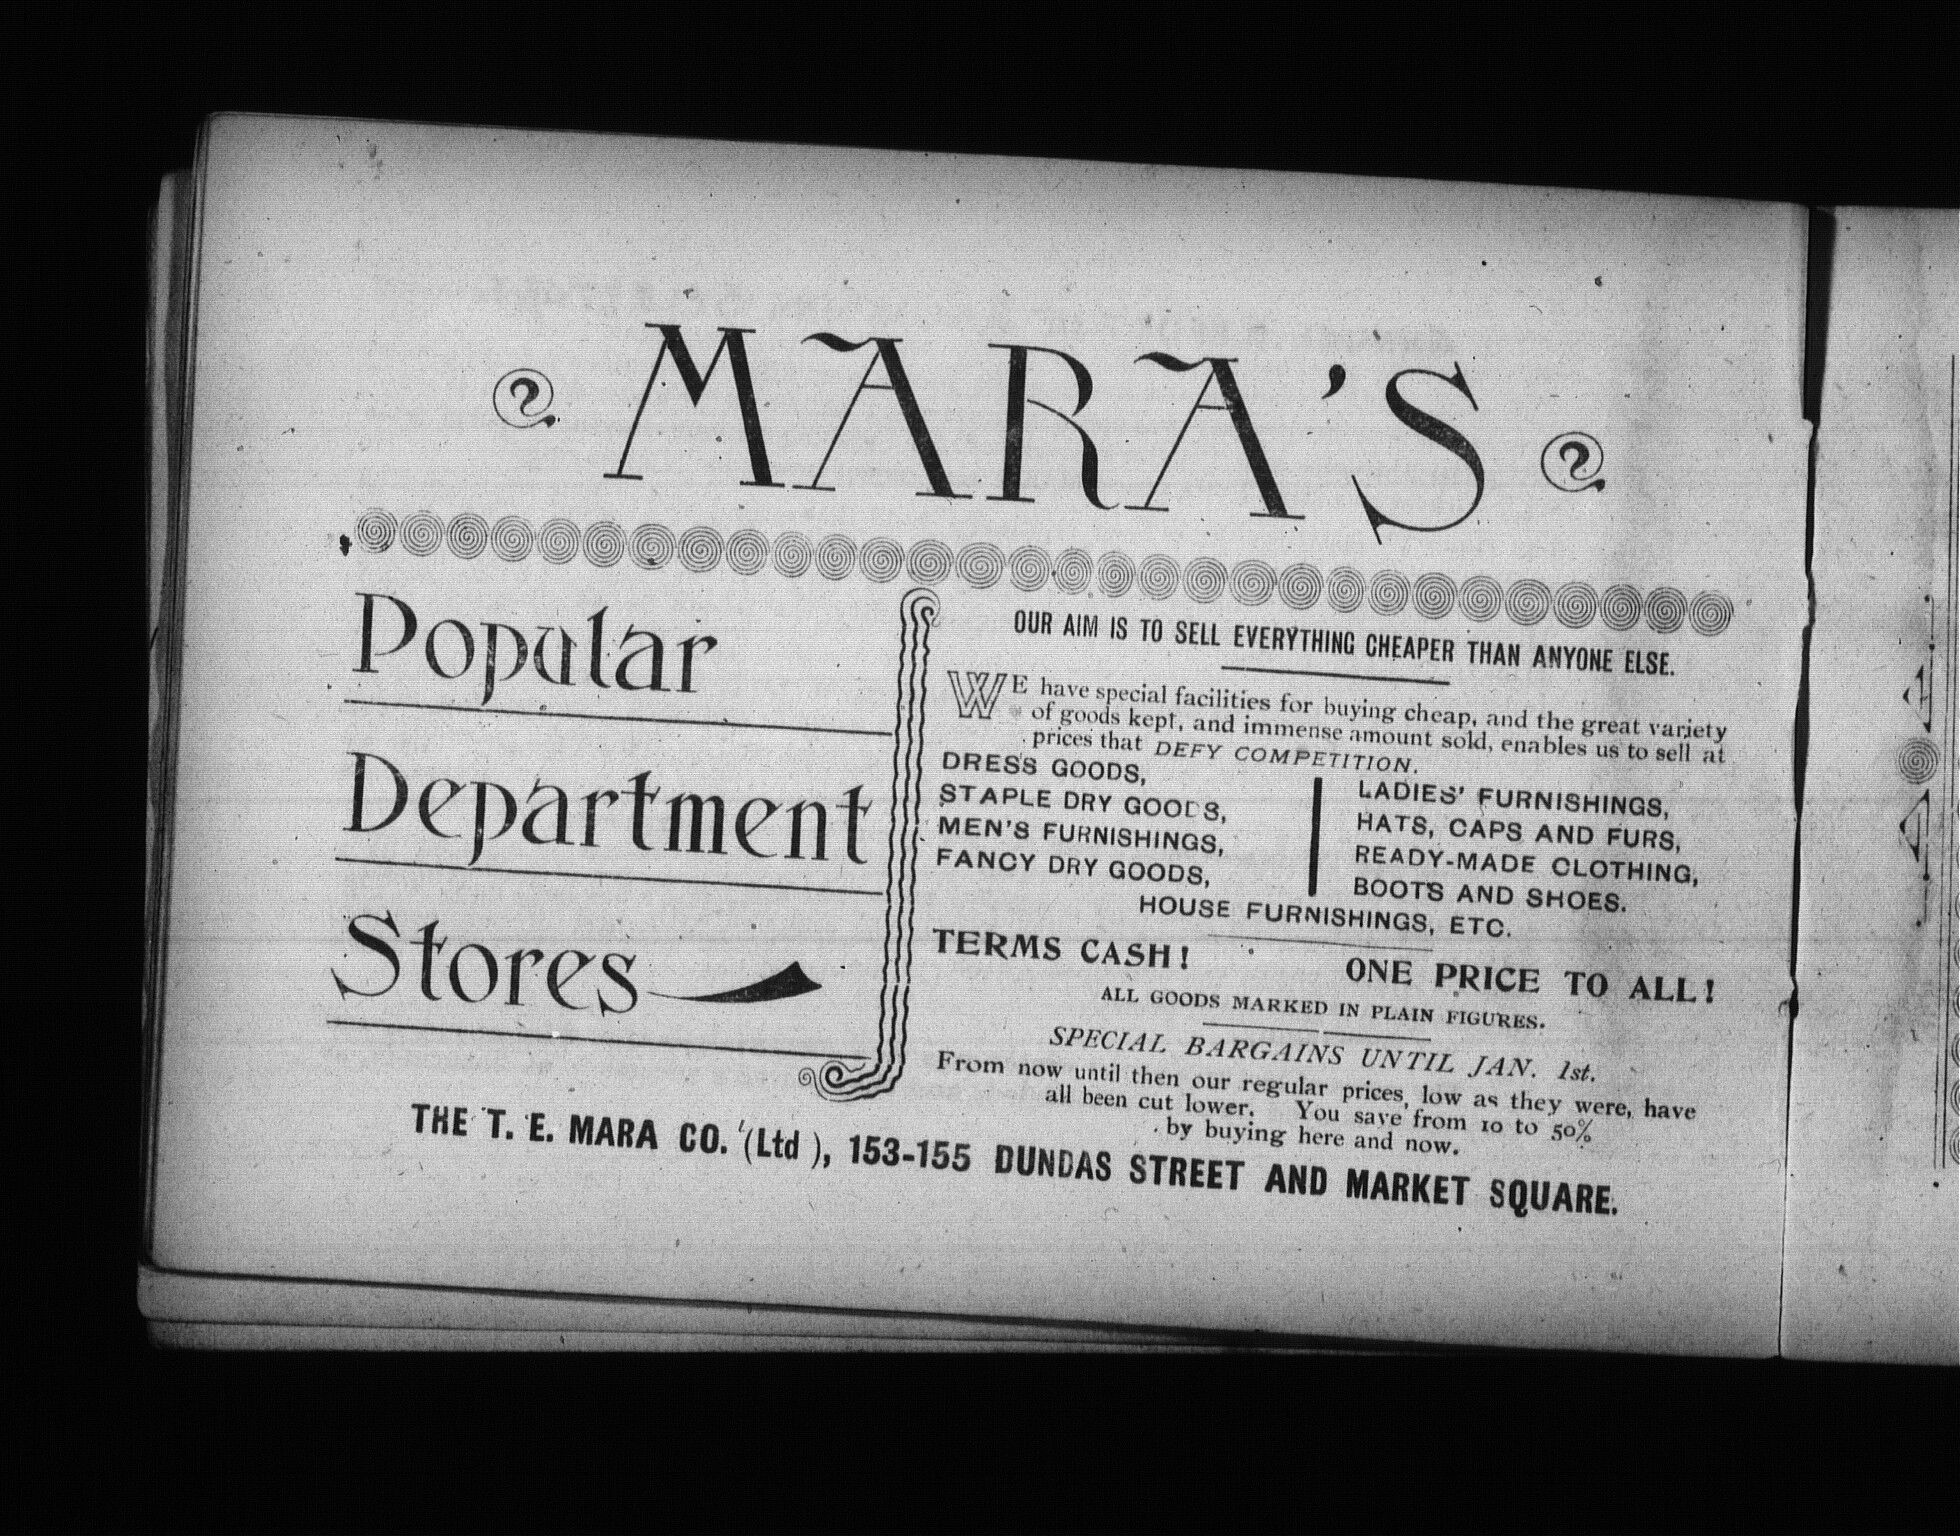 MARA'S
Popular
Department
Stores
OUR AIM IS TO SELL EVERYTHING CHEAPER THAN ANYONE ELSE.
WE have special facilities for buying cheap, and the great variety
of goods kept, and immense amount sold, enables us to sell at
prices that DEFY COMPETITION.
DRESS GOODS,
STAPLE DRY GOODS,
MEN'S FURNISHINGS,
FANCY DRY GOODS,
LADIES' FURNISHINGS,
HATS, CAPS AND FURS,
READY-MADE CLOTHING,
BOOTS AND SHOES.
HOUSE FURNISHINGS, ETC.
TERMS CASH! ONE PRICE TO ALL!
ALL GOODS MARKED IN PLAIN FIGURES.
SPECIAL BARGAINS UNTIL JAN. 1st.
From now until then our regular prices, low as they were, have
all been cut lower. You save from 10 to 50%
by buying here and now.
THE T. E. MARA CO. (Ltd ), 153-155 DUNDAS STREET AND MARKET SQUARE.